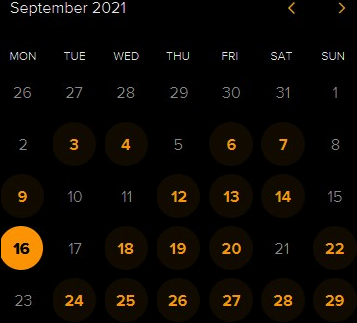 September 2021
MON TUE WED THU FRI SAT SUN
26 27 28 29 30 31 1
2 3 4 5 6 7 8
9 10 11 12 13 14 15
16 17 18 19 20 21 22
23 24 25 26 27 28 29